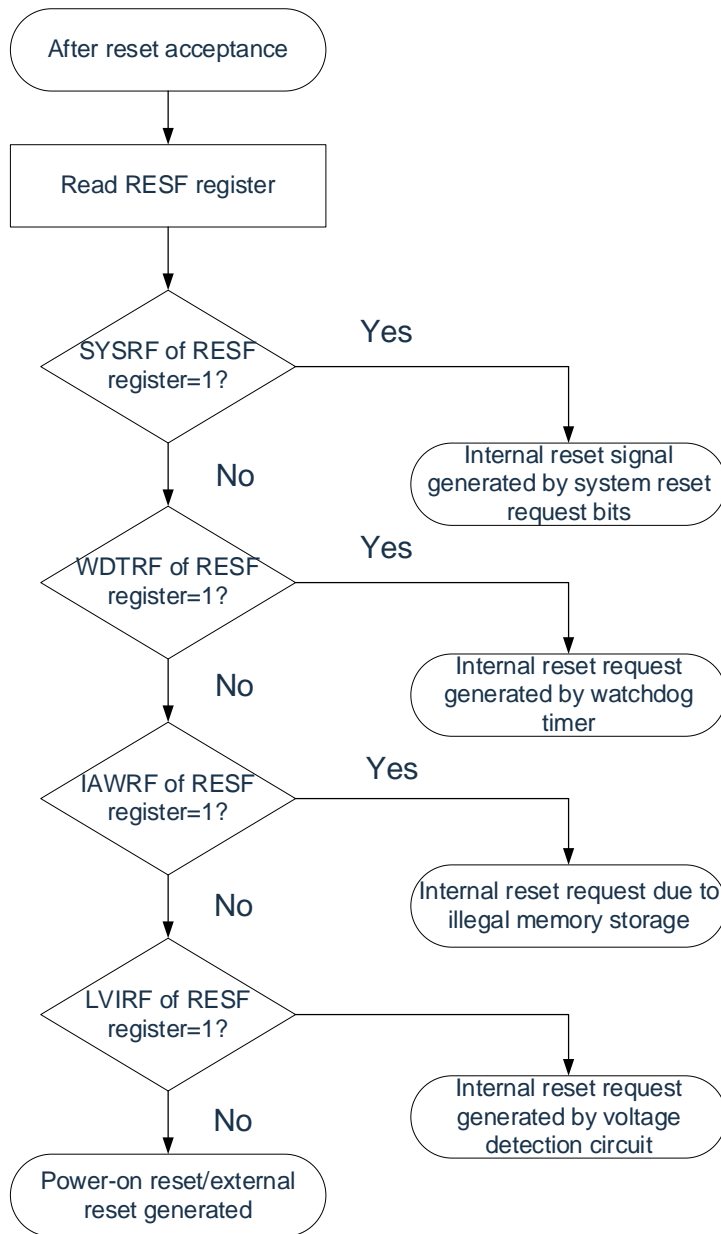 After reset acceptance
Read RESF register
SYSRF of RESF
register=1?
Yes
Internal reset signal
generated by system reset
request bits
No
WDTRF of RESF
register=1?
Yes
Internal reset request
generated by watchdog
timer
No
IAWRF of RESF
register=1?
Yes
Internal reset request due to
illegal memory storage
No
LVIRF of RESF
register=1?
Internal reset request
generated by voltage
detection circuit
No
Power-on reset/external
reset generated